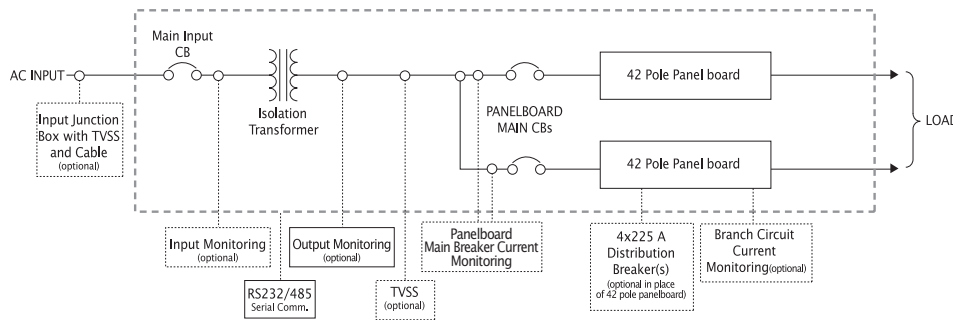 Main Input
CB
AC INPUT
42 Pole Panel board
Isolation
Transformer
PANELBOARD
MAIN CBs
LOAD
Input Junction
Box with TVSS
and Cable
(optional)
42 Pole Panel board
Input Monitoring
(optional)
Output Monitoring
(optional)
Panelboard
Main Breaker Current
Monitoring
4x225 A
Distribution
Breaker(s)
(optional in place
of 42 pole panelboard)
Branch Circuit
Current
Monitoring(optional)
RS232/485
Serial Comm.
TVSS
(optional)